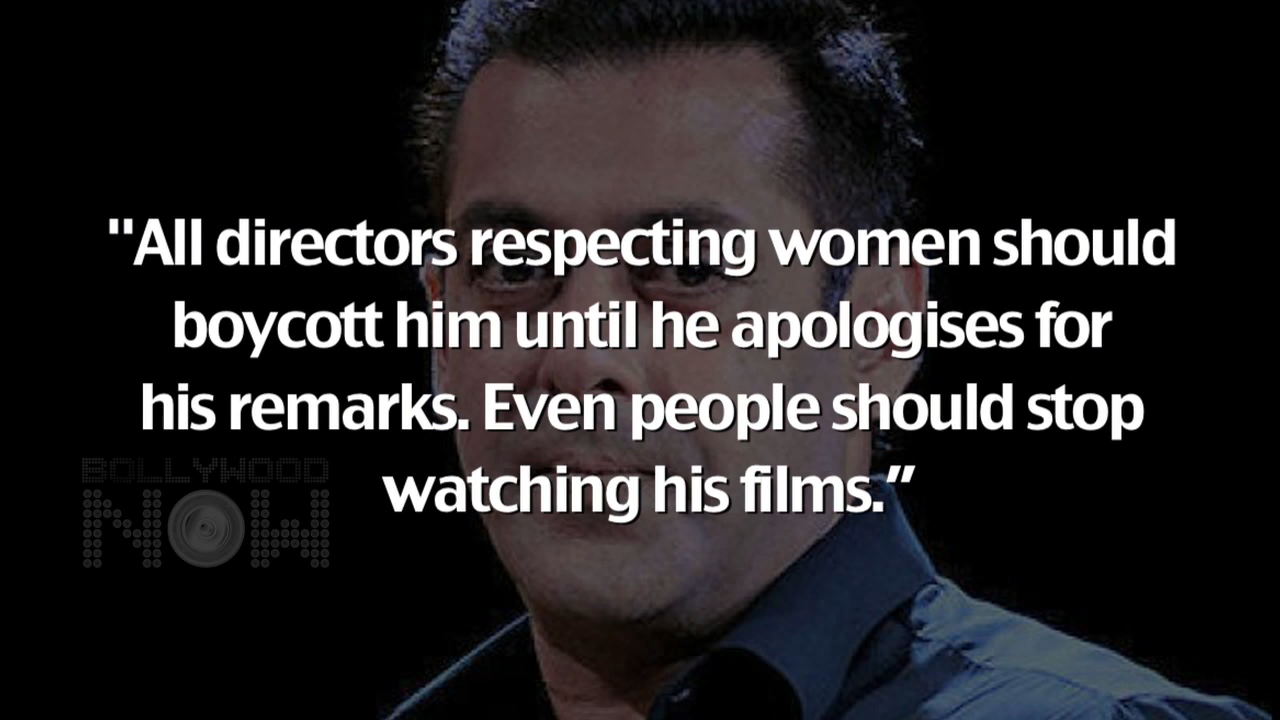 "All directors respecting women should
boycott him until he apologises for
his remarks. Even people should stop
watching his films.”
BOLLYWOOD
NOW